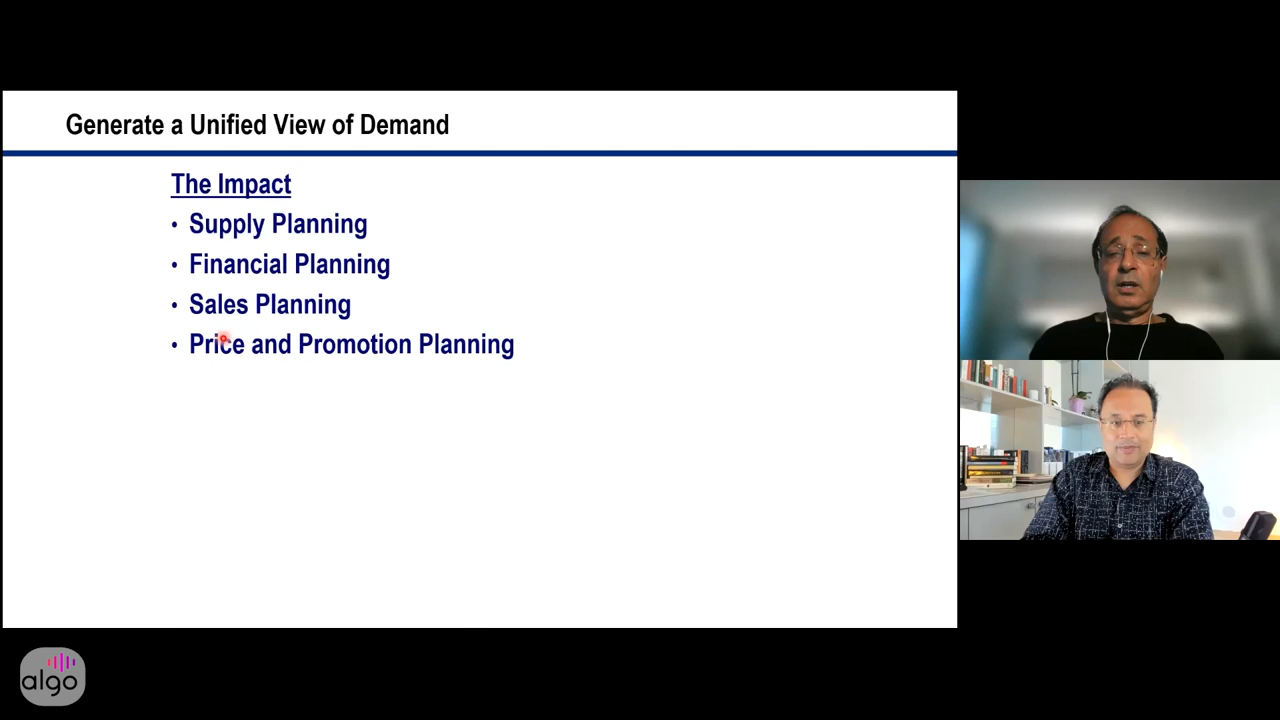 Generate a Unified View of Demand
The Impact
• Supply Planning
• Financial Planning
• Sales Planning
• Price and Promotion Planning
algo